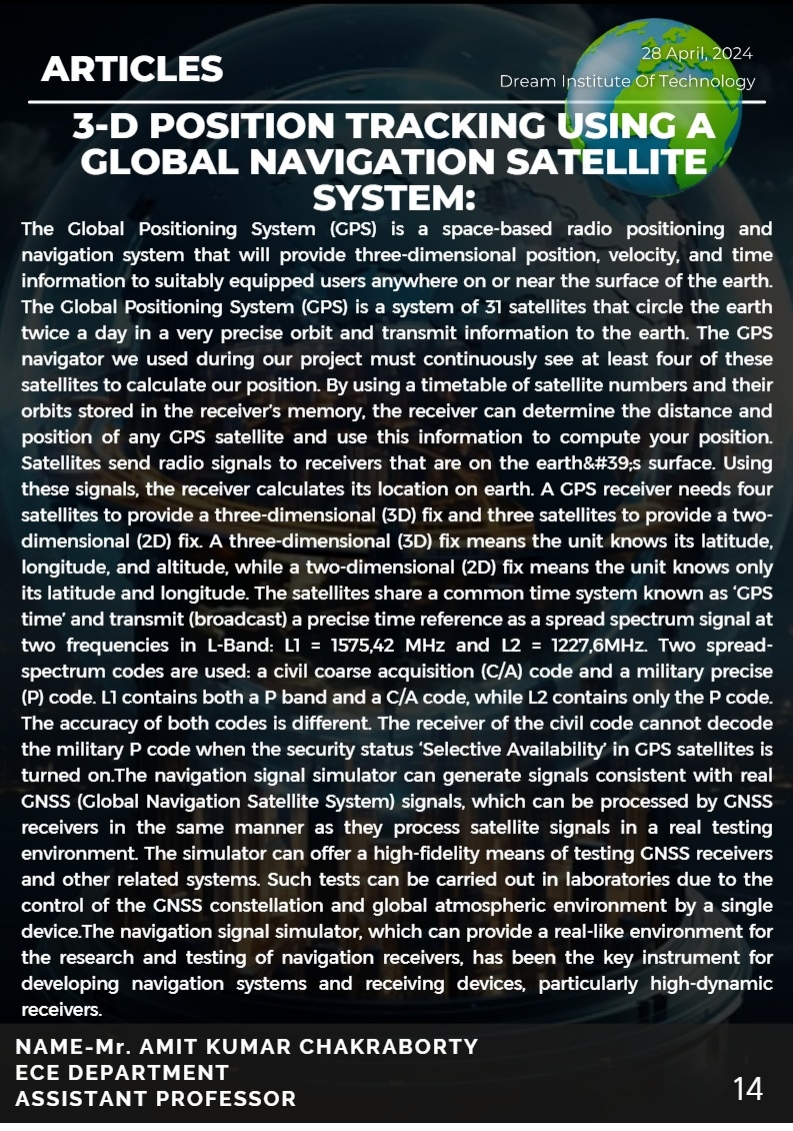 ARTICLES
28 April, 2024
Dream Institute Of Technology
3-D POSITION TRACKING USING A
GLOBAL NAVIGATION SATELLITE
SYSTEM:
The Global Positioning System (GPS) is a space-based radio positioning and
navigation system that will provide three-dimensional position, velocity, and time
information to suitably equipped users anywhere on or near the surface of the earth.
The Global Positioning System (GPS) is a system of 31 satellites that circle the earth
twice a day in a very precise orbit and transmit information to the earth. The GPS
navigator we used during our project must continuously see at least four of these
satellites to calculate our position. By using a timetable of satellite numbers and their
orbits stored in the receiver's memory, the receiver can determine the distance and
position of any GPS satellite and use this information to compute your position.
Satellites send radio signals to receivers that are on the earth&#39;s surface. Using
these signals, the receiver calculates its location on earth. A GPS receiver needs four
satellites to provide a three-dimensional (3D) fix and three satellites to provide a two-
dimensional (2D) fix. A three-dimensional (3D) fix means the unit knows its latitude,
longitude, and altitude, while a two-dimensional (2D) fix means the unit knows only
its latitude and longitude. The satellites share a common time system known as ‘GPS
time’ and transmit (broadcast) a precise time reference as a spread spectrum signal at
two frequencies in L-Band: L1 = 1575,42 MHz and L2 = 1227,6MHz. Two spread-
spectrum codes are used: a civil coarse acquisition (C/A) code and a military precise
(P) code. L1 contains both a P band and a C/A code, while L2 contains only the P code.
The accuracy of both codes is different. The receiver of the civil code cannot decode
the military P code when the security status ‘Selective Availability’ in GPS satellites is
turned on.The navigation signal simulator can generate signals consistent with real
GNSS (Global Navigation Satellite System) signals, which can be processed by GNSS
receivers in the same manner as they process satellite signals in a real testing
environment. The simulator can offer a high-fidelity means of testing GNSS receivers
and other related systems. Such tests can be carried out in laboratories due to the
control of the GNSS constellation and global atmospheric environment by a single
device.The navigation signal simulator, which can provide a real-like environment for
the research and testing of navigation receivers, has been the key instrument for
developing navigation systems and receiving devices, particularly high-dynamic
receivers.
NAME-Mr. AMIT KUMAR CHAKRABORTY
ECE DEPARTMENT
ASSISTANT PROFESSOR
14